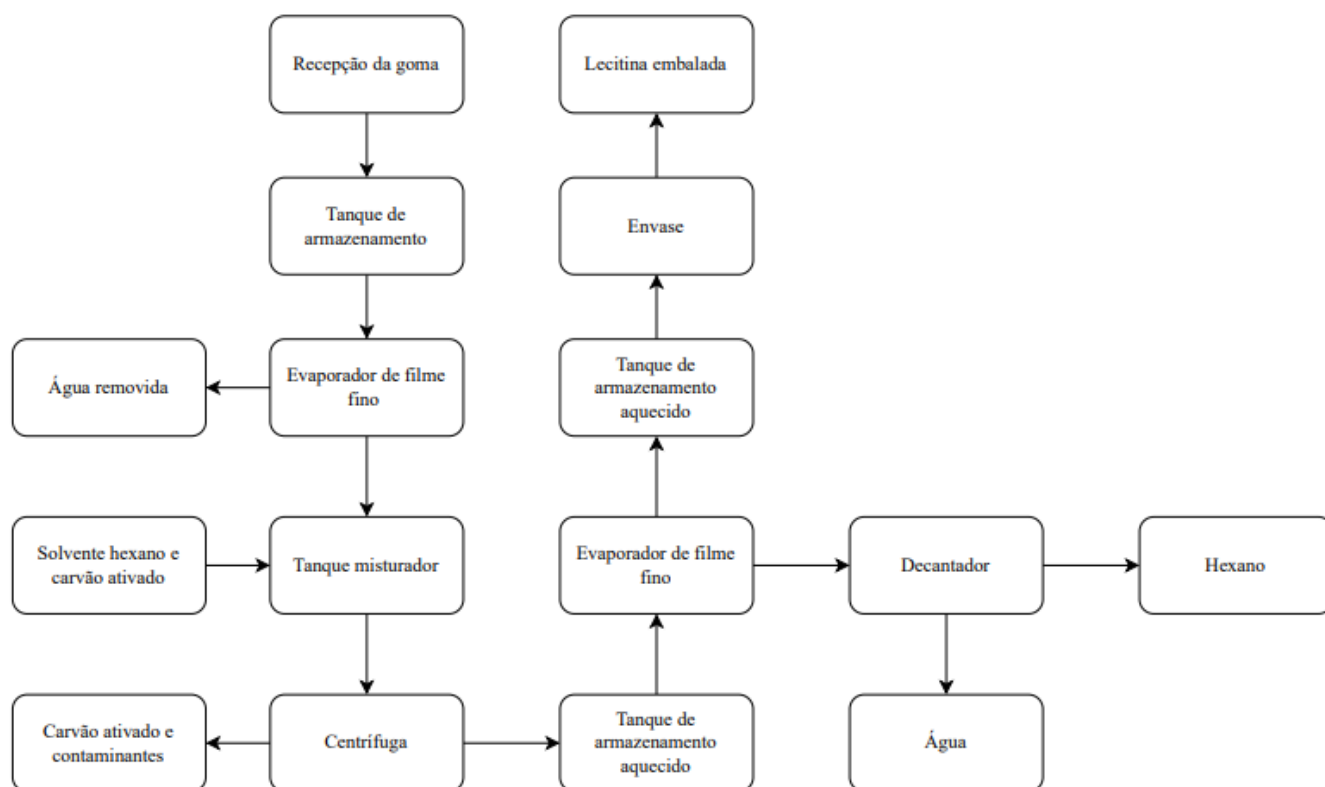 Recepção da goma
Lecitina embalada
Tanque de
armazenamento
Envase
Água removida
Evaporador de filme
fino
Tanque de
armazenamento
aquecido
Solvente hexano e
carvão ativado
Tanque misturador
Evaporador de filme
fino
Decantador
Hexano
Carvão ativado e
contaminantes
Centrífuga
Tanque de
armazenamento
aquecido
Água